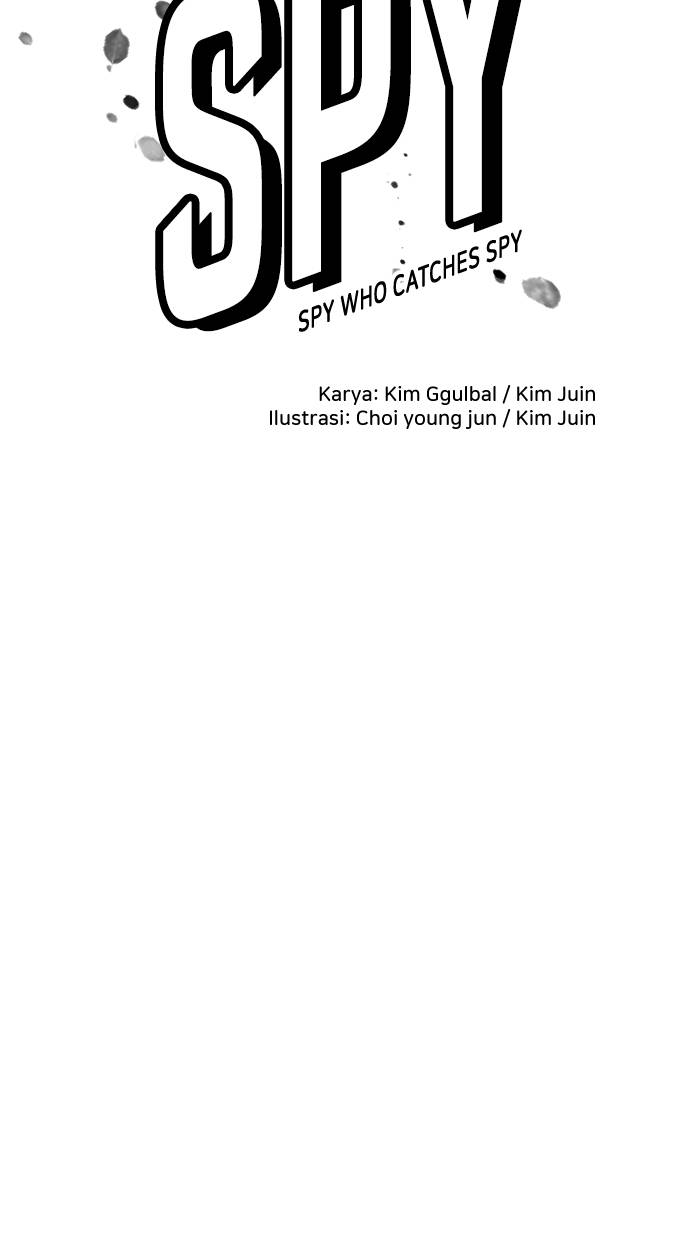 SPY
SPY WHO CATCHES SPY
Karya: Kim Ggulbal / Kim Juin
Ilustrasi: Choi young jun / Kim Juin